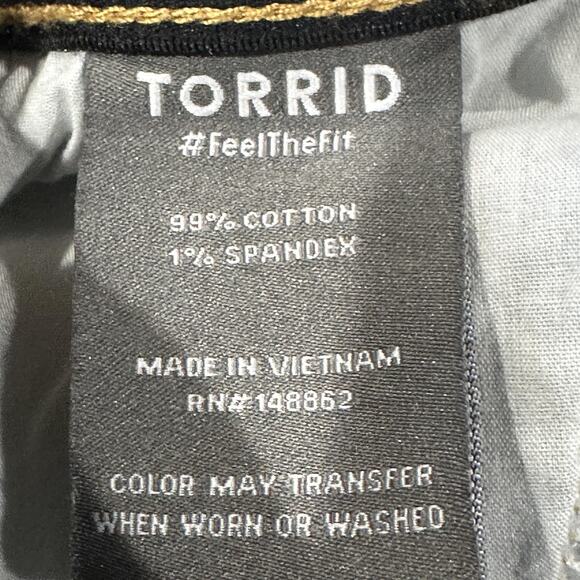 TORRID
#FeelTheFit
99% COTTON
1% SPANDEX
MADE IN VIETNAM
RN#148862
COLOR MAY TRANSFER
WHEN WORN OR WASHED